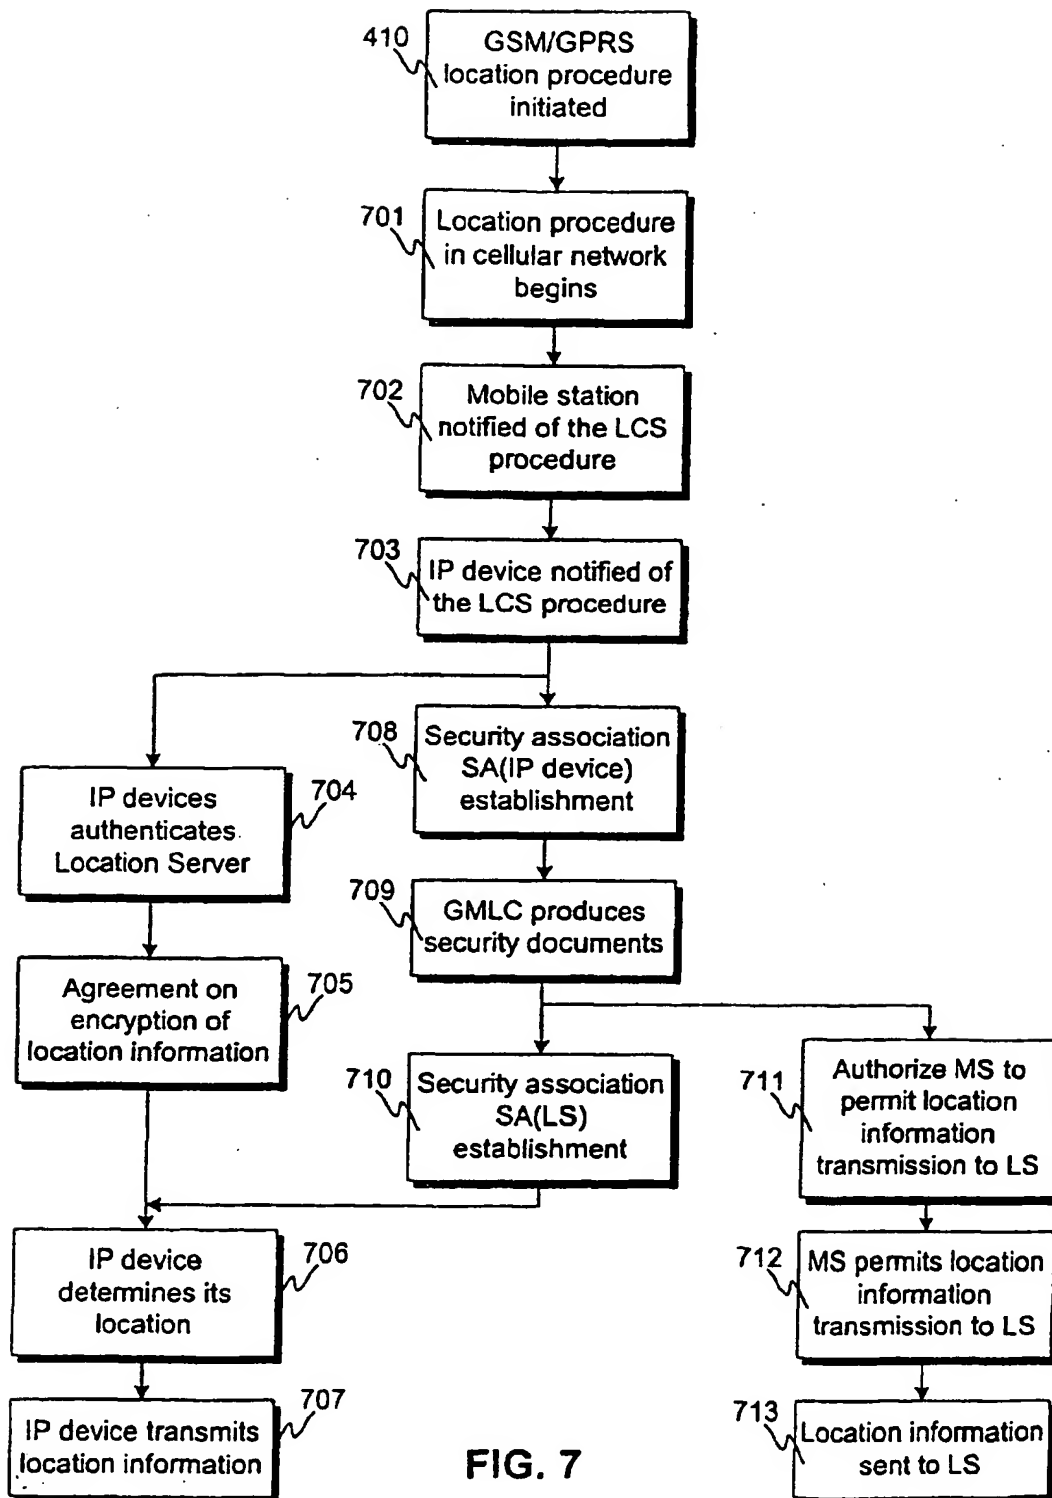 410
GSM/GPRS
location procedure
initiated
701
Location procedure
in cellular network
begins
702
Mobile station
notified of the LCS
procedure
703
IP device notified of
the LCS procedure
708
Security association
SA(IP device)
establishment
704
IP devices
authenticates
Location Server
709
GMLC produces
security documents
705
Agreement on
encryption of
location information
710
Security association
SA(LS)
establishment
711
Authorize MS to
permit location
information
transmission to LS
706
IP device
determines its
location
712
MS permits location
information
transmission to LS
707
IP device transmits
location information
713
Location information
sent to LS
FIG. 7